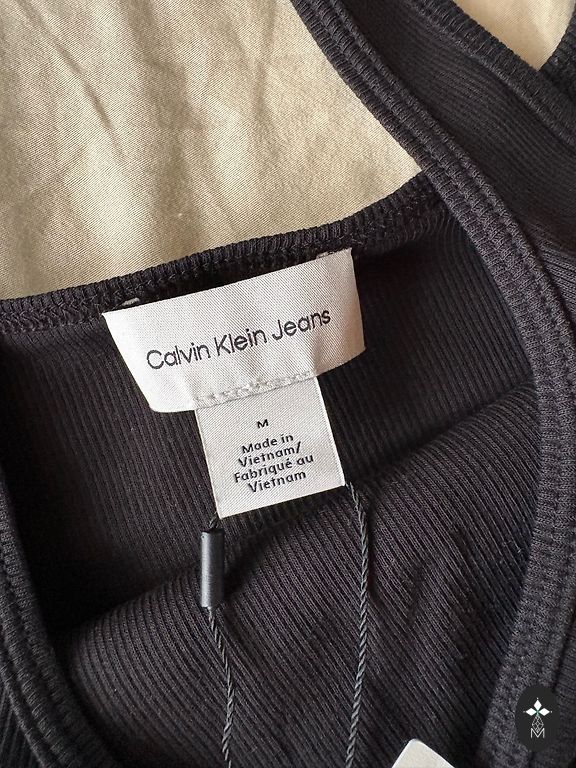 Calvin Klein Jeans
M
Made in
Vietnam/
Fabriqué au
Vietnam
M